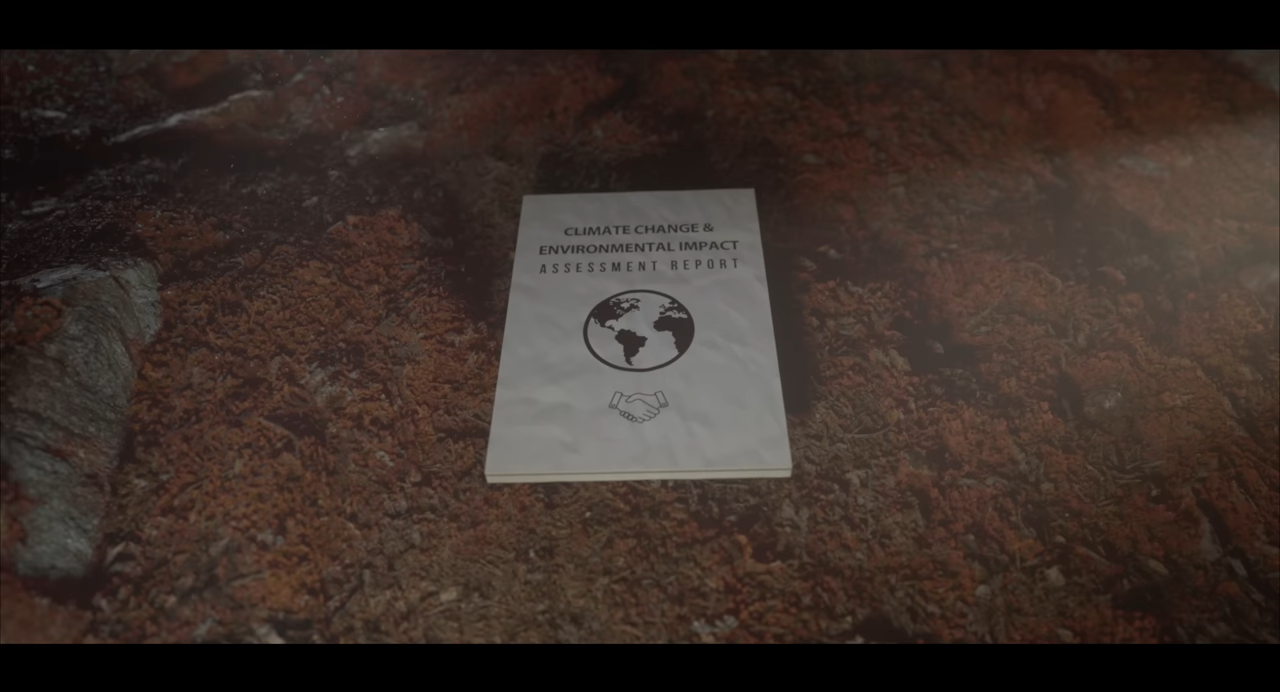 CLIMATE CHANGE &
ENVIRONMENTAL IMPACT
ASSESSMENT REPORT